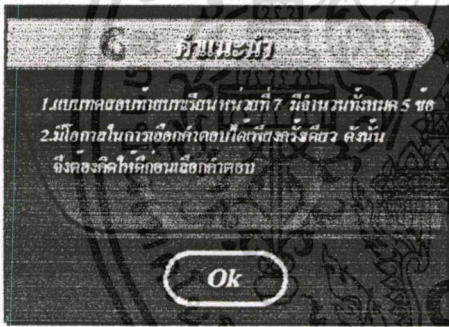 คำแนะนำ
1.แบบทดสอบท้ายบทเรียน หน่วยที่ 7 มีจำนวนทั้งหมด 5 ข้อ
2.มีโอกาสในการเลือกคำตอบได้เพียงครั้งเดียว ดังนั้น
จึงต้องคิดให้ดีก่อนเลือกคำตอบ
Ok